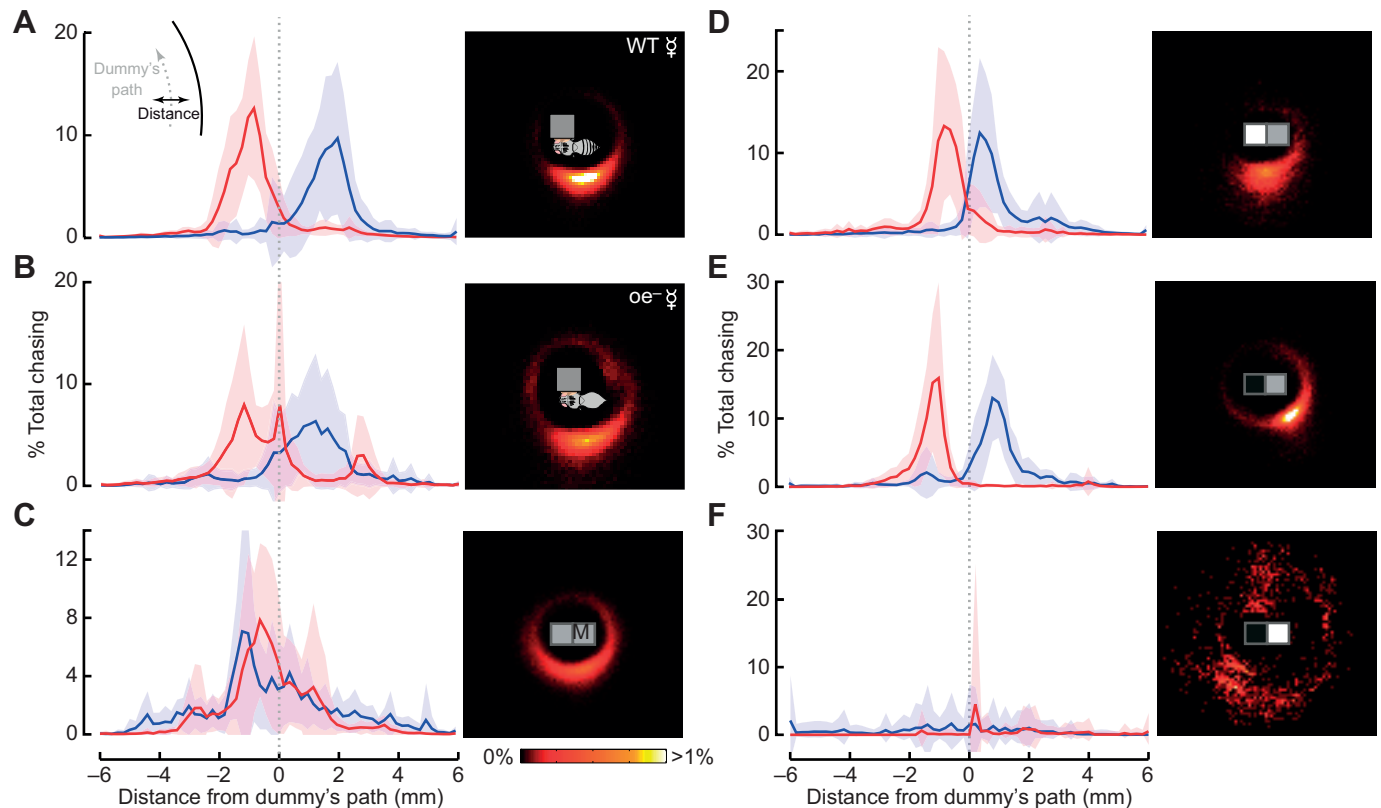 A
20
10
0
Dummy's
path
Distance
WT ☿
B
% Total chasing
20
10
0
oe⁻ ☿
C
12
8
4
0
M
–6 –4 –2 0 2 4 6
Distance from dummy's path (mm)
0% >1%
D
20
10
0
E
% Total chasing
30
20
10
0
F
30
20
10
0
–6 –4 –2 0 2 4 6
Distance from dummy's path (mm)